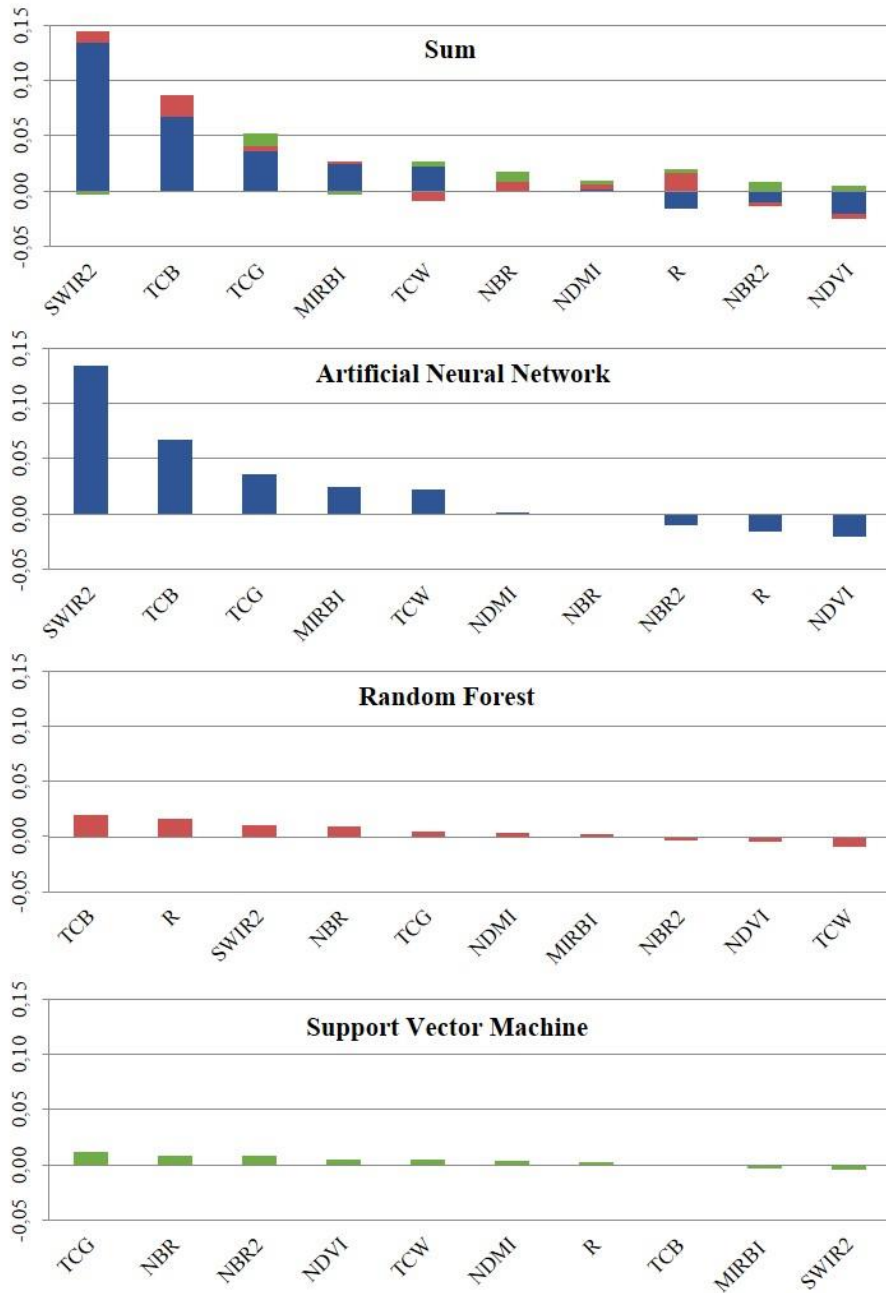 Sum
0,15
0,10
0,05
0,00
-0,05
SWIR2 TCB TCG MIRBI TCW NBR NDMI R NBR2 NDVI
Artificial Neural Network
0,15
0,10
0,05
0,00
-0,05
SWIR2 TCB TCG MIRBI TCW NDMI NBR NBR2 R NDVI
Random Forest
0,15
0,10
0,05
0,00
-0,05
TCB R SWIR2 NBR TCG NDMI MIRBI NBR2 NDVI TCW
Support Vector Machine
0,15
0,10
0,05
0,00
-0,05
TCG NBR NBR2 NDVI TCW NDMI R TCB MIRBI SWIR2